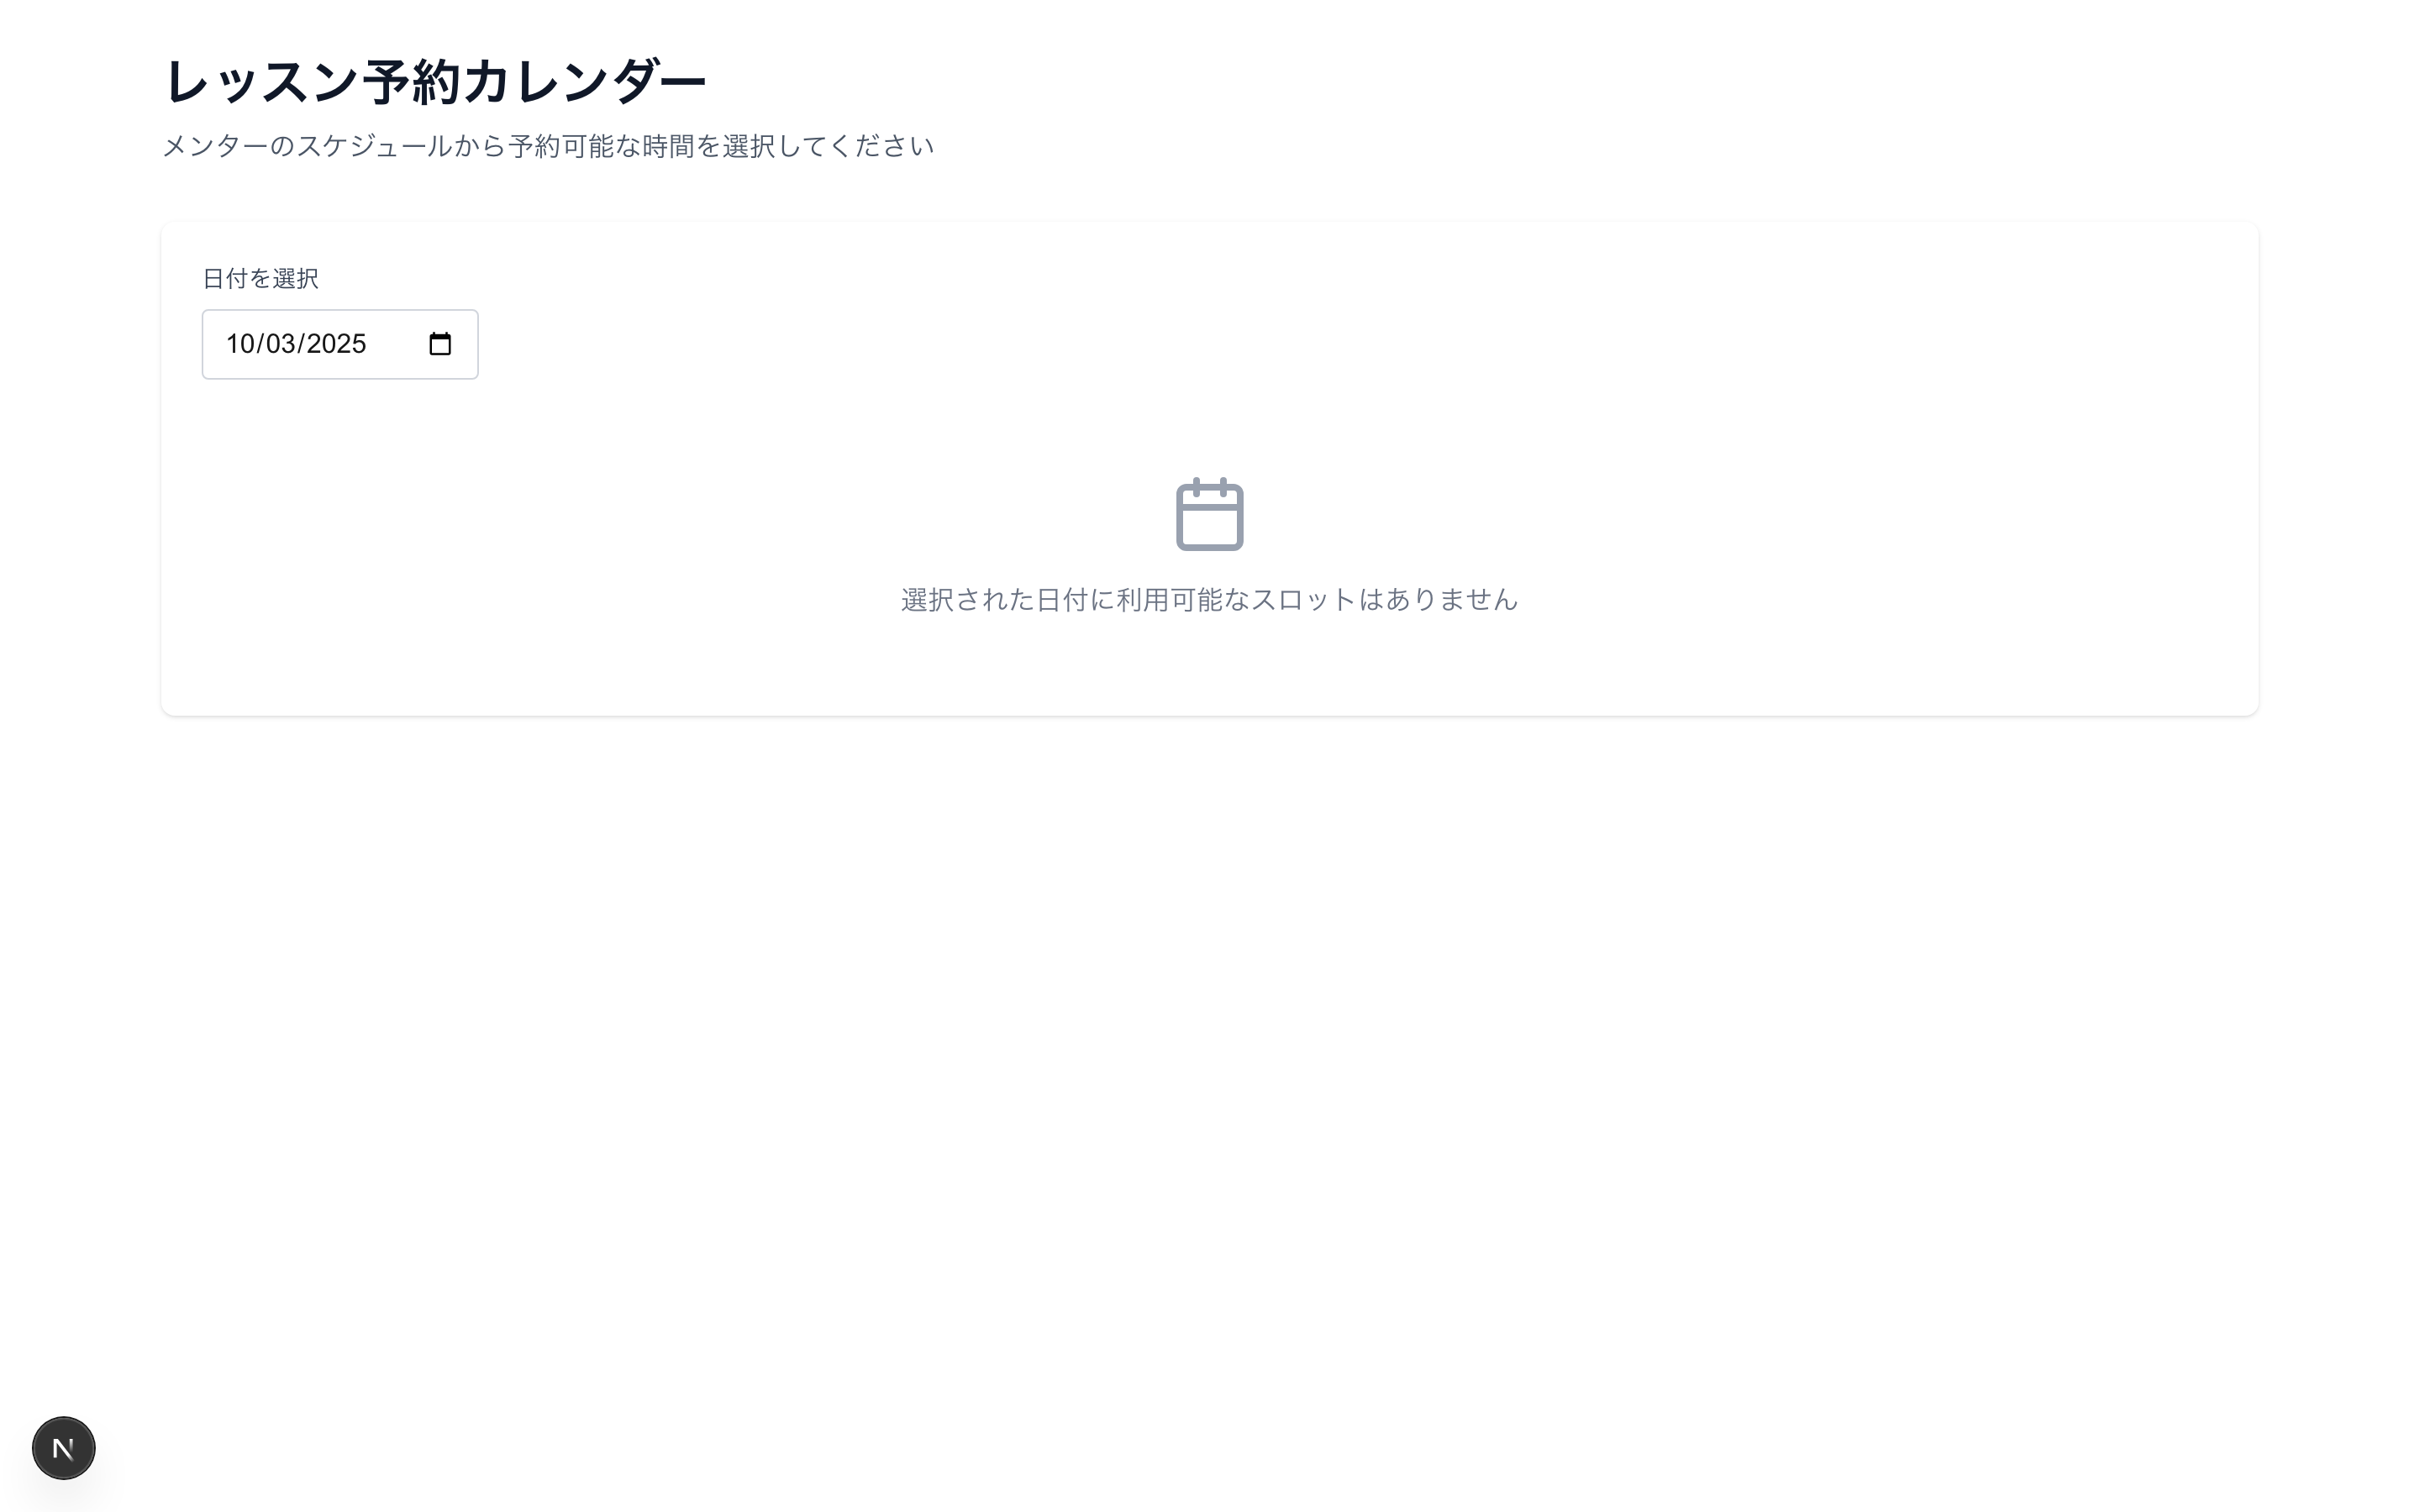 レッスン予約カレンダー
メンターのスケジュールから予約可能な時間を選択してください
日付を選択
10/03/2025
選択された日付に利用可能なスロットはありません
N